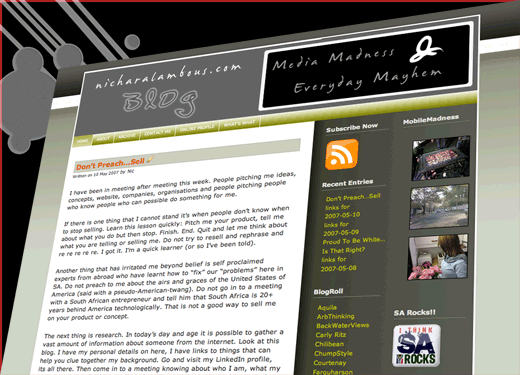 nicharalambous.com
Blog
Media Madness
Everyday Mayhem
HOME ABOUT ARCHIVE CONTACT ME ONLINE PROFILE WHAT'S WHAT
Don't Preach...Sell
Written on 10 May 2007 by Nic
I have been in meeting after meeting this week. People pitching me ideas,
concepts, website, companies, organisations and people pitching people
who know people who can possible do something for me.
If there is one thing that I cannot stand it's when people don't know when
to stop selling. Learn this lesson quickly: Pitch me your product, tell me
about what you do but then stop. Finish. End. Quit and let me think about
what you are telling or selling me. Do not try to resell and rephrase and
re re re re re. I got it. I'm a quick learner (or so I've been told).
Another thing that has irritated me beyond belief is self proclaimed
experts from abroad who have learnt how to "fix" our "problems" here in
SA. Do not preach to me about the airs and graces of the United States of
America (said with a pseudo-American-twang). Do not go in to a meeting
with a South African entrepreneur and tell him that South Africa is 20+
years behind America technologically. That is not a good way to sell me
on your product or concept.
The next thing is research. In today's day and age it is possible to gather a
vast amount of information about someone from the internet. Look at this
blog. I have my personal details on here, I have links to things that can
help you clue together my background. Go and visit my LinkedIn profile,
its all there. Then come in to a meeting knowing about who I am, what my
Subscribe Now
Recent Entries
Don't Preach...Sell
links for
2007-05-10
links for
2007-05-09
Proud To Be White...
Is That Right?
links for
2007-05-08
BlogRoll
Aquila
ArbThinking
BackWaterViews
Carly Ritz
Chilibean
ChumpStyle
Courtenay
Farquharson
MobileMadness
SA Rocks!!
I THINK
SA
ROCKS